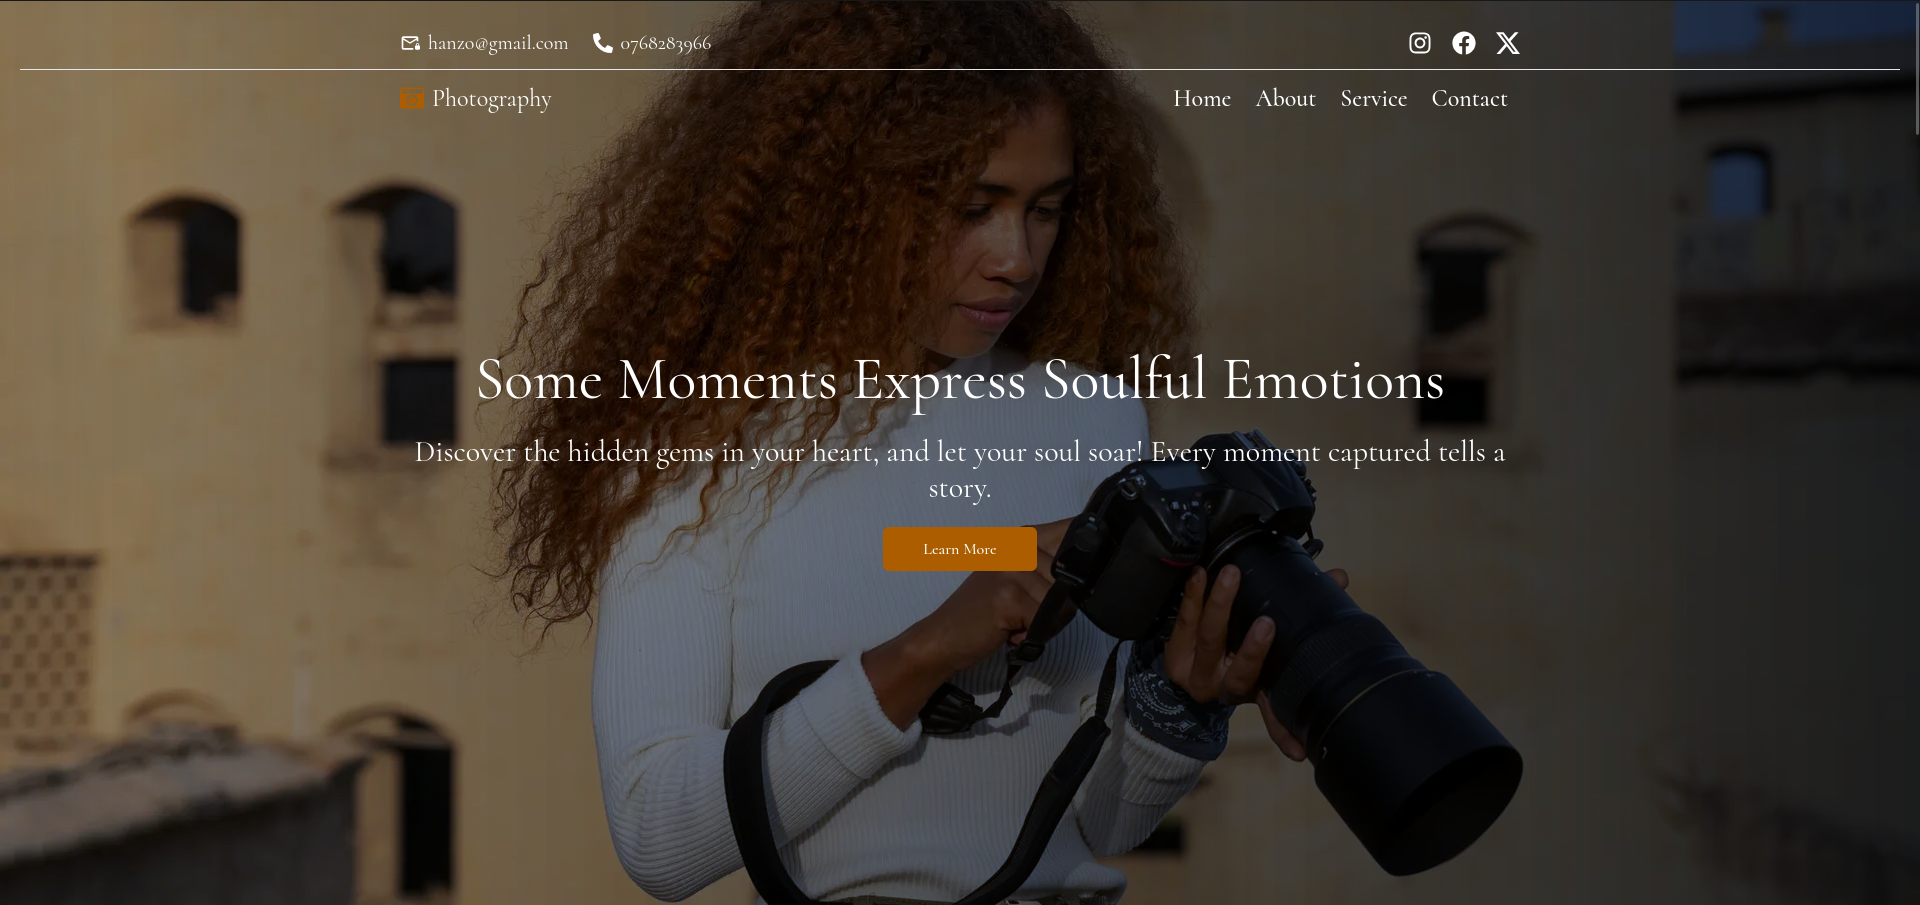 hanzo@gmail.com 0768283966
Photography Home About Service Contact
Some Moments Express Soulful Emotions
Discover the hidden gems in your heart, and let your soul soar! Every moment captured tells a
story.
Learn More